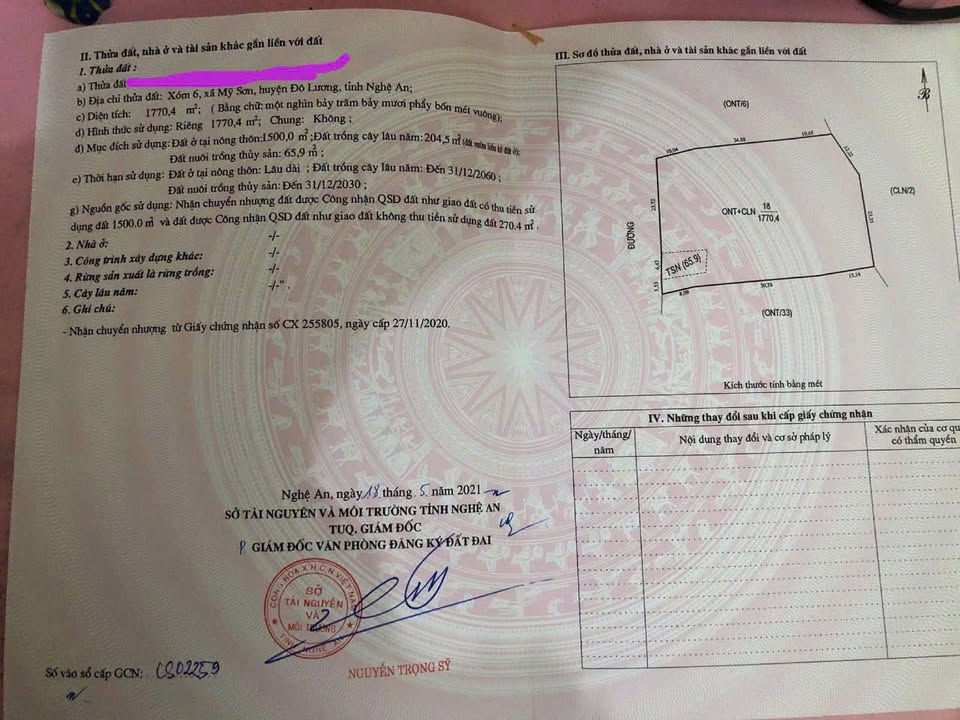 II. Thửa đất, nhà ở và tài sản khác gắn liền với đất
1. Thửa đất :
a) Thửa đất
b) Địa chỉ thửa đất: Xóm 6, xã Mỹ Sơn, huyện Đô Lương, tỉnh Nghệ An;
c) Diện tích: 1770,4 m²; ( Bằng chữ: một nghìn bảy trăm bảy mươi phẩy bốn mét vuông);
d) Hình thức sử dụng: Riêng 1770,4 m²; Chung: Không ;
đ) Mục đích sử dụng: Đất ở tại nông thôn:1500,0 m² ;Đất trồng cây lâu năm: 204,5 m² (đất vườn liền kề đất ở);
Đất nuôi trồng thủy sản: 65,9 m² ;
e) Thời hạn sử dụng: Đất ở tại nông thôn: Lâu dài ; Đất trồng cây lâu năm: Đến 31/12/2060 ;
Đất nuôi trồng thủy sản: Đến 31/12/2030 ;
g) Nguồn gốc sử dụng: Nhận chuyển nhượng đất được Công nhận QSD đất như giao đất có thu tiền sử
dụng đất 1500.0 m² và đất được Công nhận QSD đất như giao đất không thu tiền sử dụng đất 270.4 m² .
2. Nhà ở: -/-
3. Công trình xây dựng khác: -/-
4. Rừng sản xuất là rừng trồng: -/-
5. Cây lâu năm: -/-" .
6. Ghi chú:
- Nhận chuyển nhượng từ Giấy chứng nhận số CX 255805, ngày cấp 27/11/2020.
Nghệ An, ngày 18 tháng 5 năm 2021
SỞ TÀI NGUYÊN VÀ MÔI TRƯỜNG TỈNH NGHỆ AN
TUQ. GIÁM ĐỐC
P. GIÁM ĐỐC VĂN PHÒNG ĐĂNG KÝ ĐẤT ĐAI
CỘNG HÒA X.H.C.N VIỆT NAM
SỞ
TÀI NGUYÊN
VÀ
MÔI TRƯỜNG
TỈNH NGHỆ AN
NGUYỄN TRỌNG SỸ
Số vào sổ cấp GCN: CS02259
III. Sơ đồ thửa đất, nhà ở và tài sản khác gắn liền với đất
B
(ONT/6)
(CLN/2)
ĐƯỜNG
ONT+CLN 18
1770,4
TSN (65.9)
(ONT/33)
Kích thước tính bằng mét
IV. Những thay đổi sau khi cấp giấy chứng nhận
Ngày/tháng/
năm
Nội dung thay đổi và cơ sở pháp lý
Xác nhận của cơ qu
có thẩm quyền